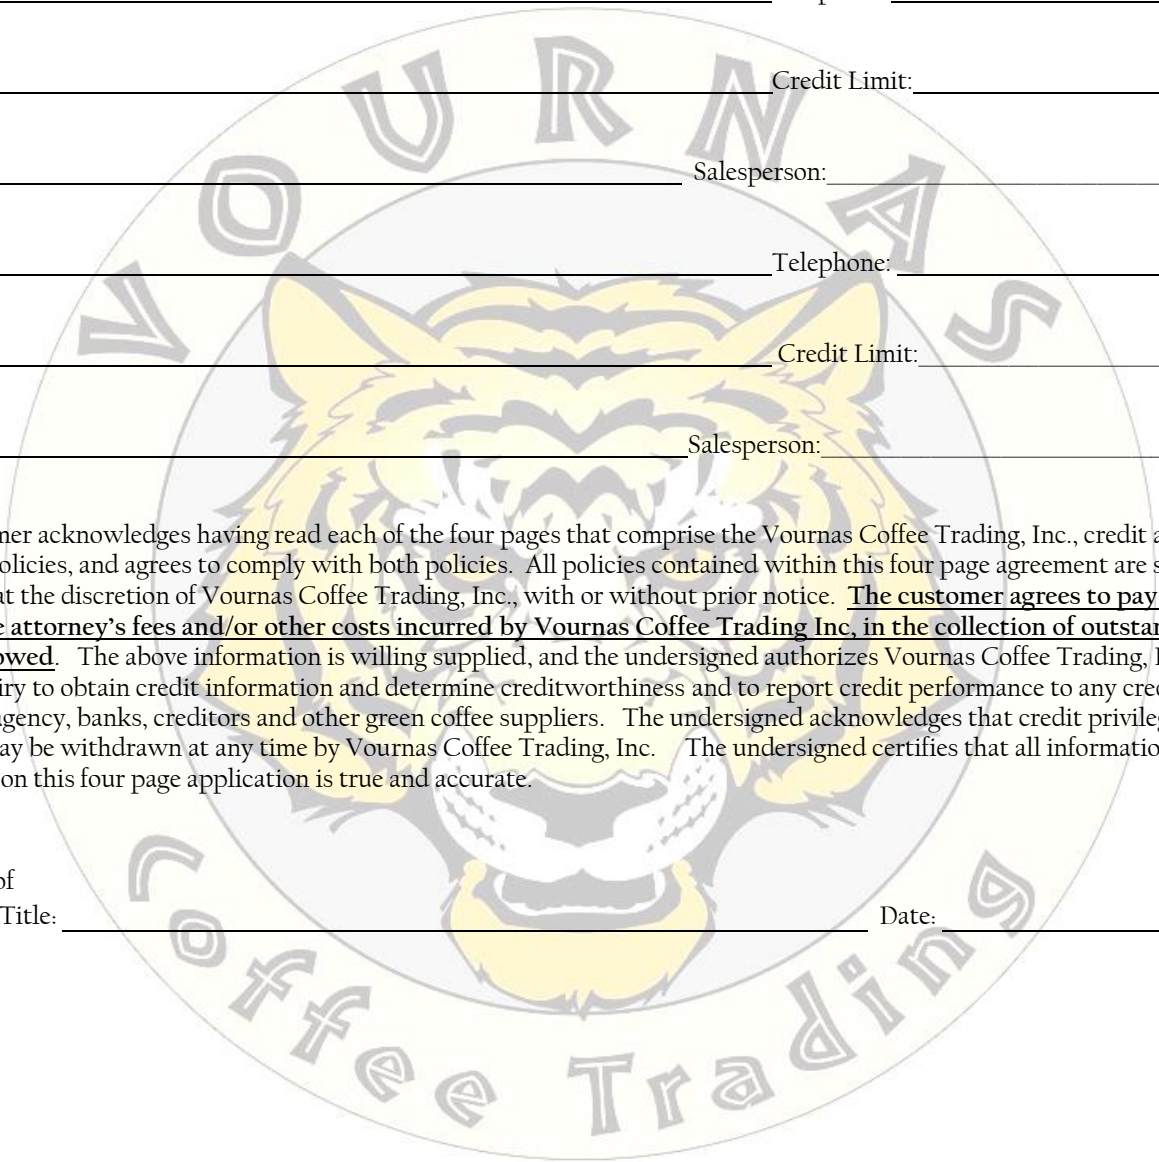 Credit Limit:
Salesperson:
Telephone:
Credit Limit:
Salesperson:
mer acknowledges having read each of the four pages that comprise the Vournas Coffee Trading, Inc., credit a
olicies, and agrees to comply with both policies. All policies contained within this four page agreement are s
at the discretion of Vournas Coffee Trading, Inc., with or without prior notice. The customer agrees to pay
e attorney's fees and/or other costs incurred by Vournas Coffee Trading Inc, in the collection of outstan
owed. The above information is willing supplied, and the undersigned authorizes Vournas Coffee Trading, I
iry to obtain credit information and determine creditworthiness and to report credit performance to any cred
agency, banks, creditors and other green coffee suppliers. The undersigned acknowledges that credit privileg
ay be withdrawn at any time by Vournas Coffee Trading, Inc. The undersigned certifies that all informatio
on this four page application is true and accurate.
of
Title: Date:
VOURNAS
Coffee Trading